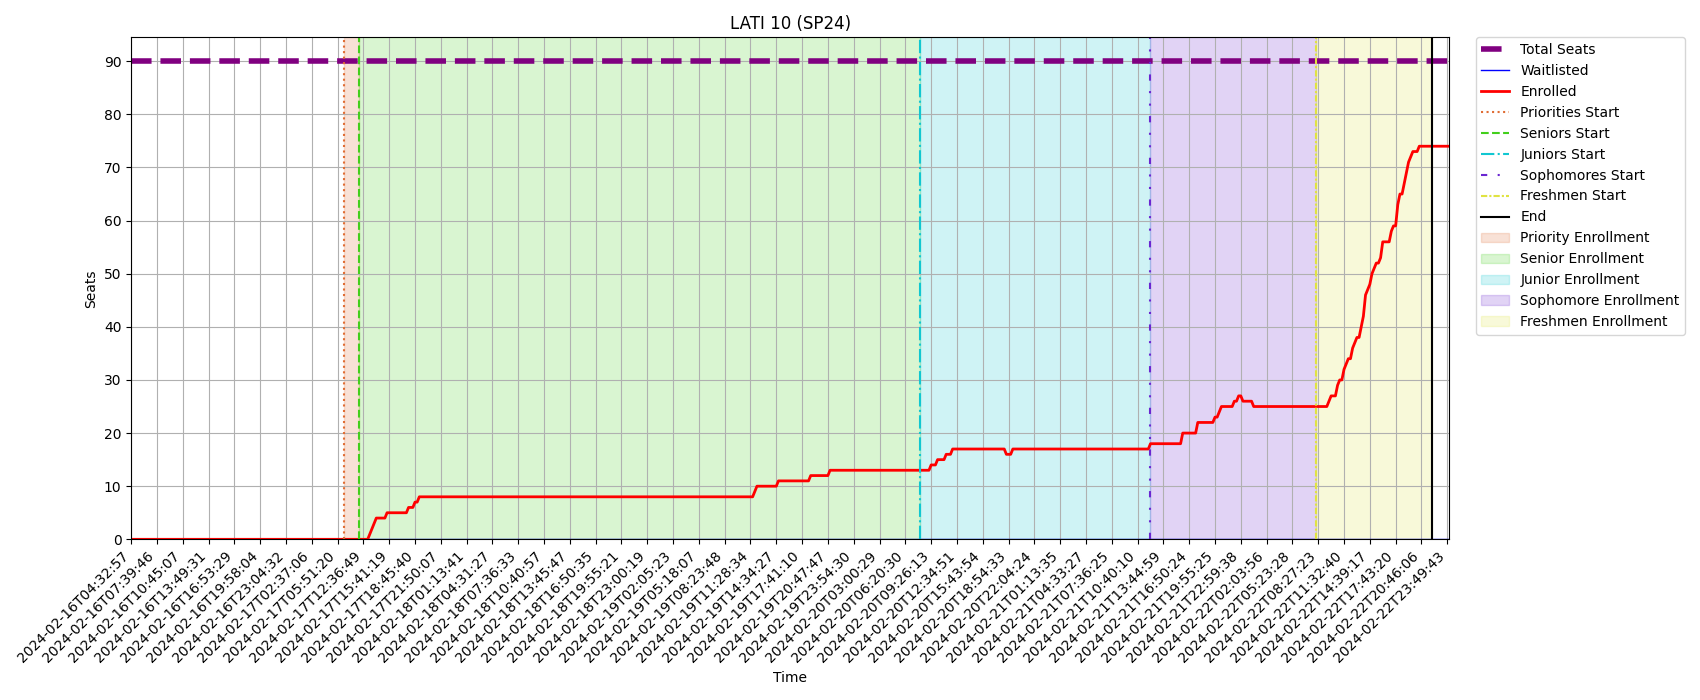 LATI 10 (SP24)
Seats
90
80
70
60
50
40
30
20
10
0
2024-02-16T04:32:57
2024-02-16T07:39:46
2024-02-16T10:45:07
2024-02-16T13:49:31
2024-02-16T16:53:29
2024-02-16T19:58:04
2024-02-16T23:04:32
2024-02-17T02:37:06
2024-02-17T05:51:20
2024-02-17T12:36:49
2024-02-17T15:41:19
2024-02-17T18:45:40
2024-02-17T21:50:07
2024-02-18T01:13:41
2024-02-18T04:31:27
2024-02-18T07:36:33
2024-02-18T10:40:57
2024-02-18T13:45:47
2024-02-18T16:50:35
2024-02-18T19:55:21
2024-02-18T23:00:19
2024-02-19T02:05:23
2024-02-19T05:18:07
2024-02-19T08:23:48
2024-02-19T11:28:34
2024-02-19T14:34:27
2024-02-19T17:41:10
2024-02-19T20:47:47
2024-02-19T23:54:30
2024-02-20T03:00:29
2024-02-20T06:20:30
2024-02-20T09:26:13
2024-02-20T12:34:51
2024-02-20T15:43:54
2024-02-20T18:54:33
2024-02-20T22:04:24
2024-02-21T01:13:35
2024-02-21T04:33:27
2024-02-21T07:36:25
2024-02-21T10:40:10
2024-02-21T13:44:59
2024-02-21T16:50:24
2024-02-21T19:55:25
2024-02-21T22:59:38
2024-02-22T02:03:56
2024-02-22T05:23:28
2024-02-22T08:27:23
2024-02-22T11:32:40
2024-02-22T14:39:17
2024-02-22T17:43:20
2024-02-22T20:46:06
2024-02-22T23:49:43
Time
Total Seats
Waitlisted
Enrolled
Priorities Start
Seniors Start
Juniors Start
Sophomores Start
Freshmen Start
End
Priority Enrollment
Senior Enrollment
Junior Enrollment
Sophomore Enrollment
Freshmen Enrollment